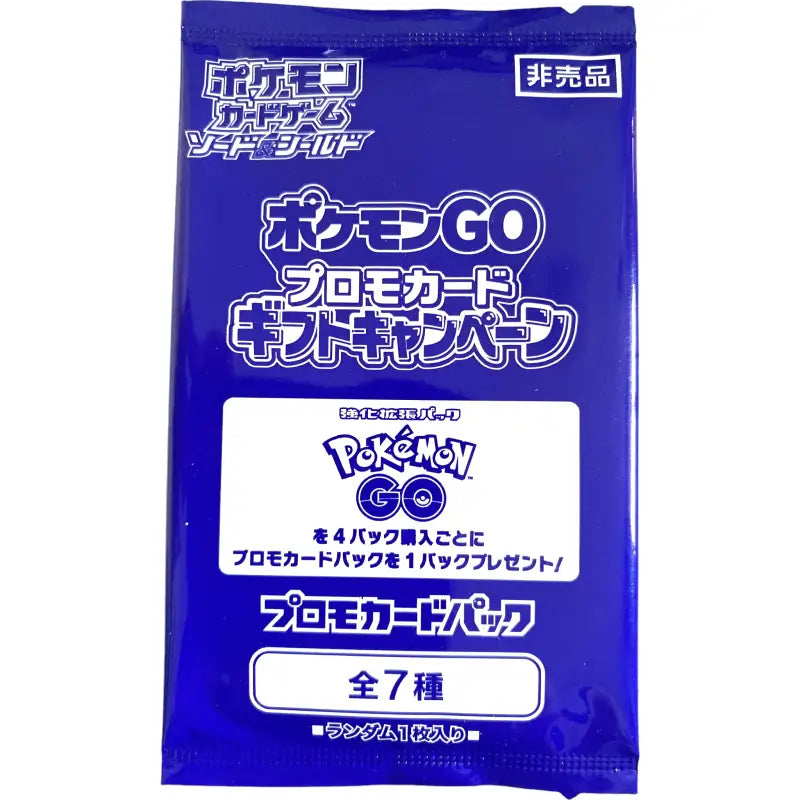 ポケモン
カードゲーム™
ソード&シールド
非売品
ポケモンGO
プロモカード
ギフトキャンペーン
強化拡張パック
POKéMON™
GO
を4パック購入ごとに
プロモカードパックを1パックプレゼント!
プロモカードパック
全7種
■ランダム1枚入り■